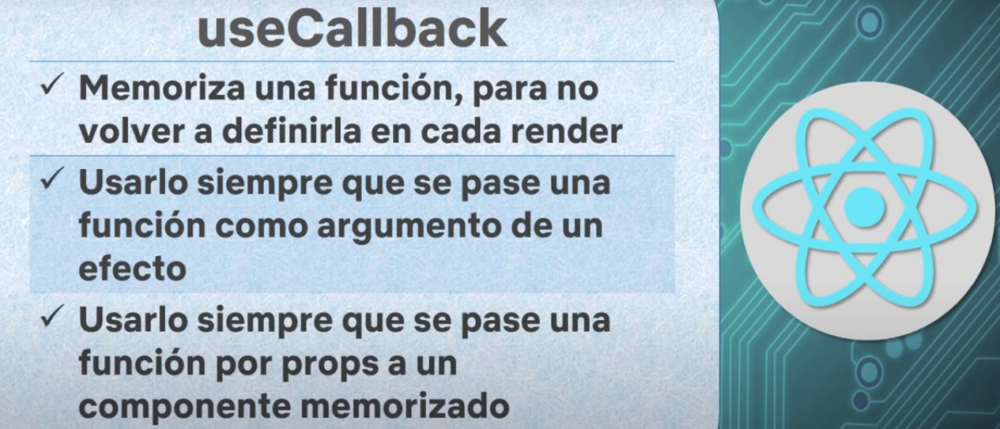 useCallback
✓ Memoriza una función, para no
volver a definirla en cada render
✓ Usarlo siempre que se pase una
función como argumento de un
efecto
✓ Usarlo siempre que se pase una
función por props a un
componente memorizado